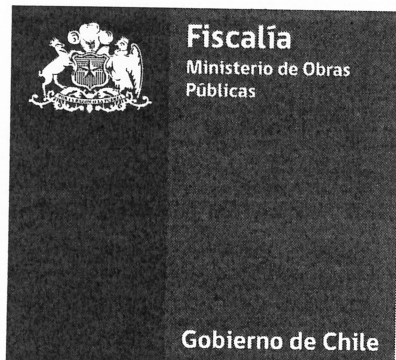 Fiscalía
Ministerio de Obras
Públicas
Gobierno de Chile